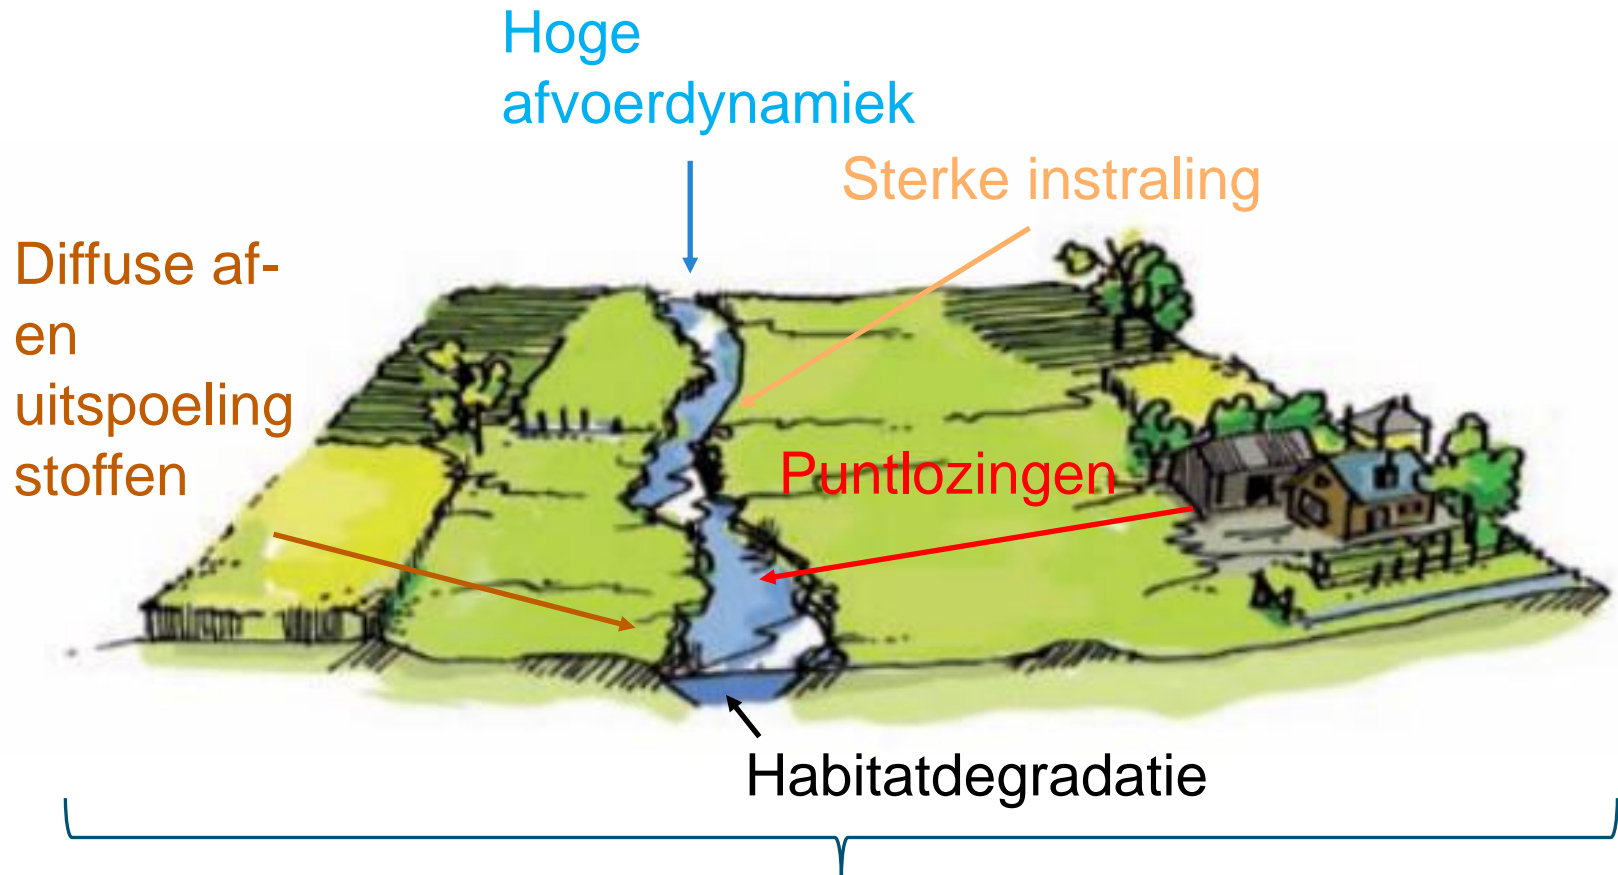 Hoge
afvoerdynamiek
Sterke instraling
Diffuse af-
en
uitspoeling
stoffen
Puntlozingen
Habitatdegradatie